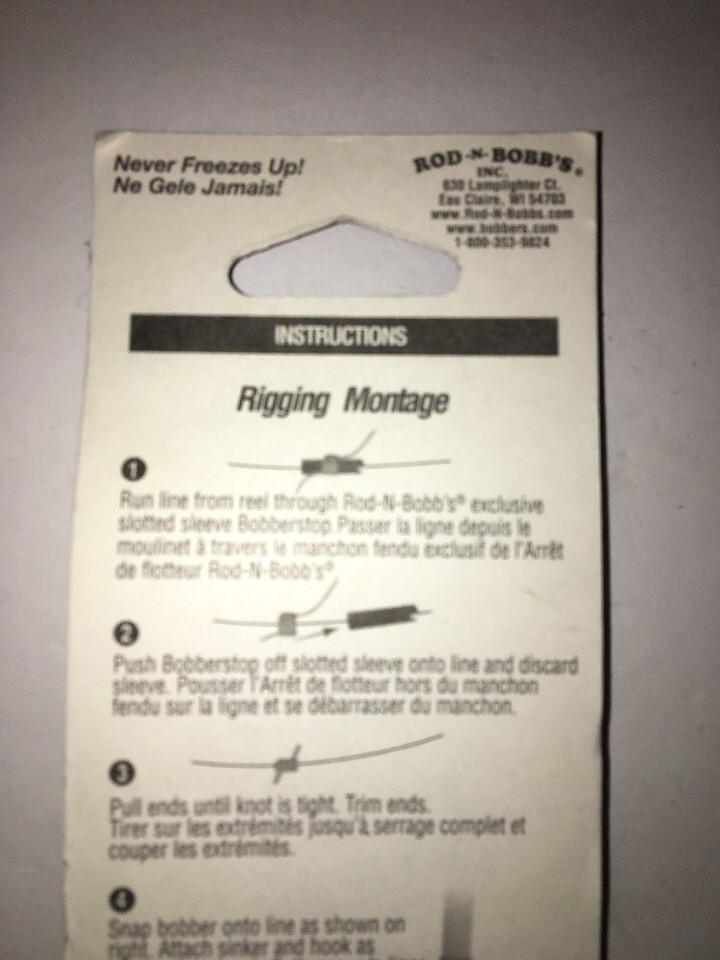 Never Freezes Up!
Ne Gele Jamais!
ROD-N-BOBB'S®
INC.
630 Lamplighter Ct.
Eau Claire, WI 54703
www.Rod-N-Bobbs.com
www.bobbers.com
1-800-353-9824
INSTRUCTIONS
Rigging Montage
1
Run line from reel through Rod-N-Bobb's® exclusive
slotted sleeve Bobberstop.Passer la ligne depuis le
moulinet à travers le manchon fendu exclusif de l'Arrêt
de flotteur Rod-N-Bobb's®
2
Push Bobberstop off slotted sleeve onto line and discard
sleeve. Pousser l'Arrêt de flotteur hors du manchon
fendu sur la ligne et se débarrasser du manchon.
3
Pull ends until knot is tight. Trim ends.
Tirer sur les extrémités jusqu'à serrage complet et
couper les extrémités.
4
Snap bobber onto line as shown on
right. Attach sinker and hook as